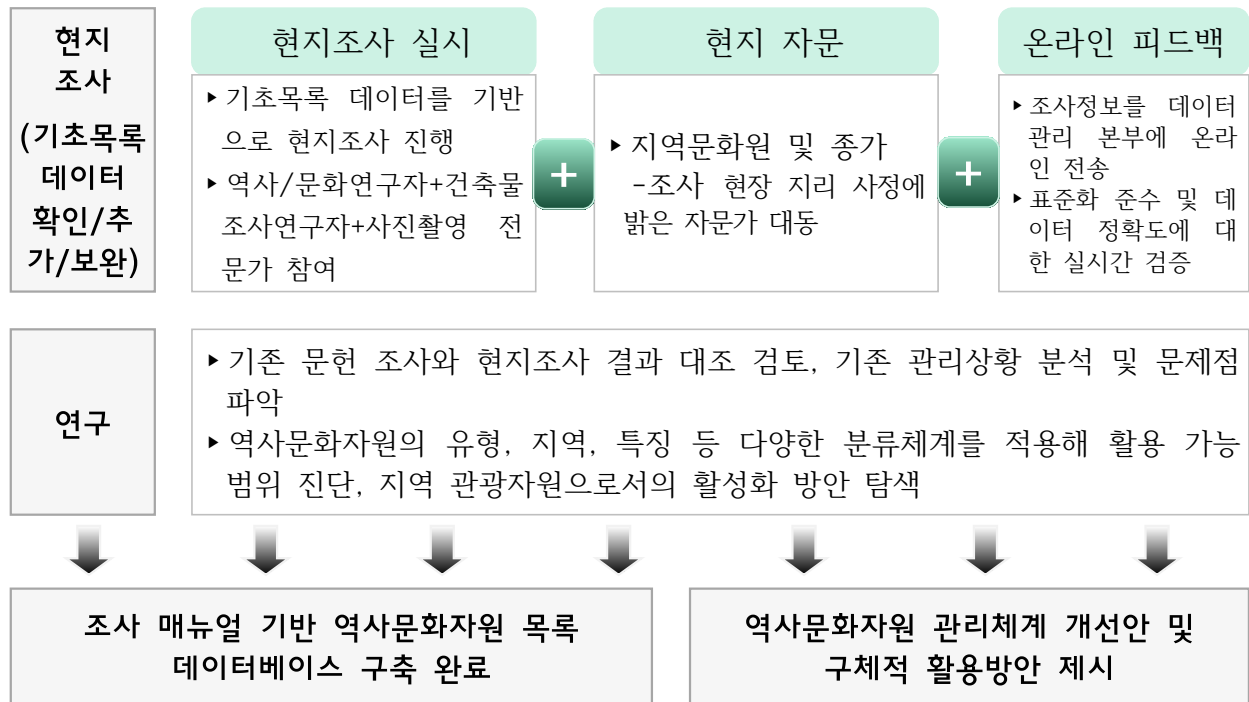 현지
조사
(기초목록
데이터
확인/추
가/보완)
현지조사 실시
▸기초목록 데이터를 기반
으로 현지조사 진행
▸역사/문화연구자+건축물
조사연구자+사진촬영 전
문가 참여
+
현지 자문
▸지역문화원 및 종가
-조사 현장 지리 사정에
밝은 자문가 대동
+
온라인 피드백
▸조사정보를 데이터
관리 본부에 온라
인 전송
▸표준화 준수 및 데
이터 정확도에 대
한 실시간 검증
연구
▸기존 문헌 조사와 현지조사 결과 대조 검토, 기존 관리상황 분석 및 문제점
파악
▸역사문화자원의 유형, 지역, 특징 등 다양한 분류체계를 적용해 활용 가능
범위 진단, 지역 관광자원으로서의 활성화 방안 탐색
조사 매뉴얼 기반 역사문화자원 목록
데이터베이스 구축 완료
역사문화자원 관리체계 개선안 및
구체적 활용방안 제시